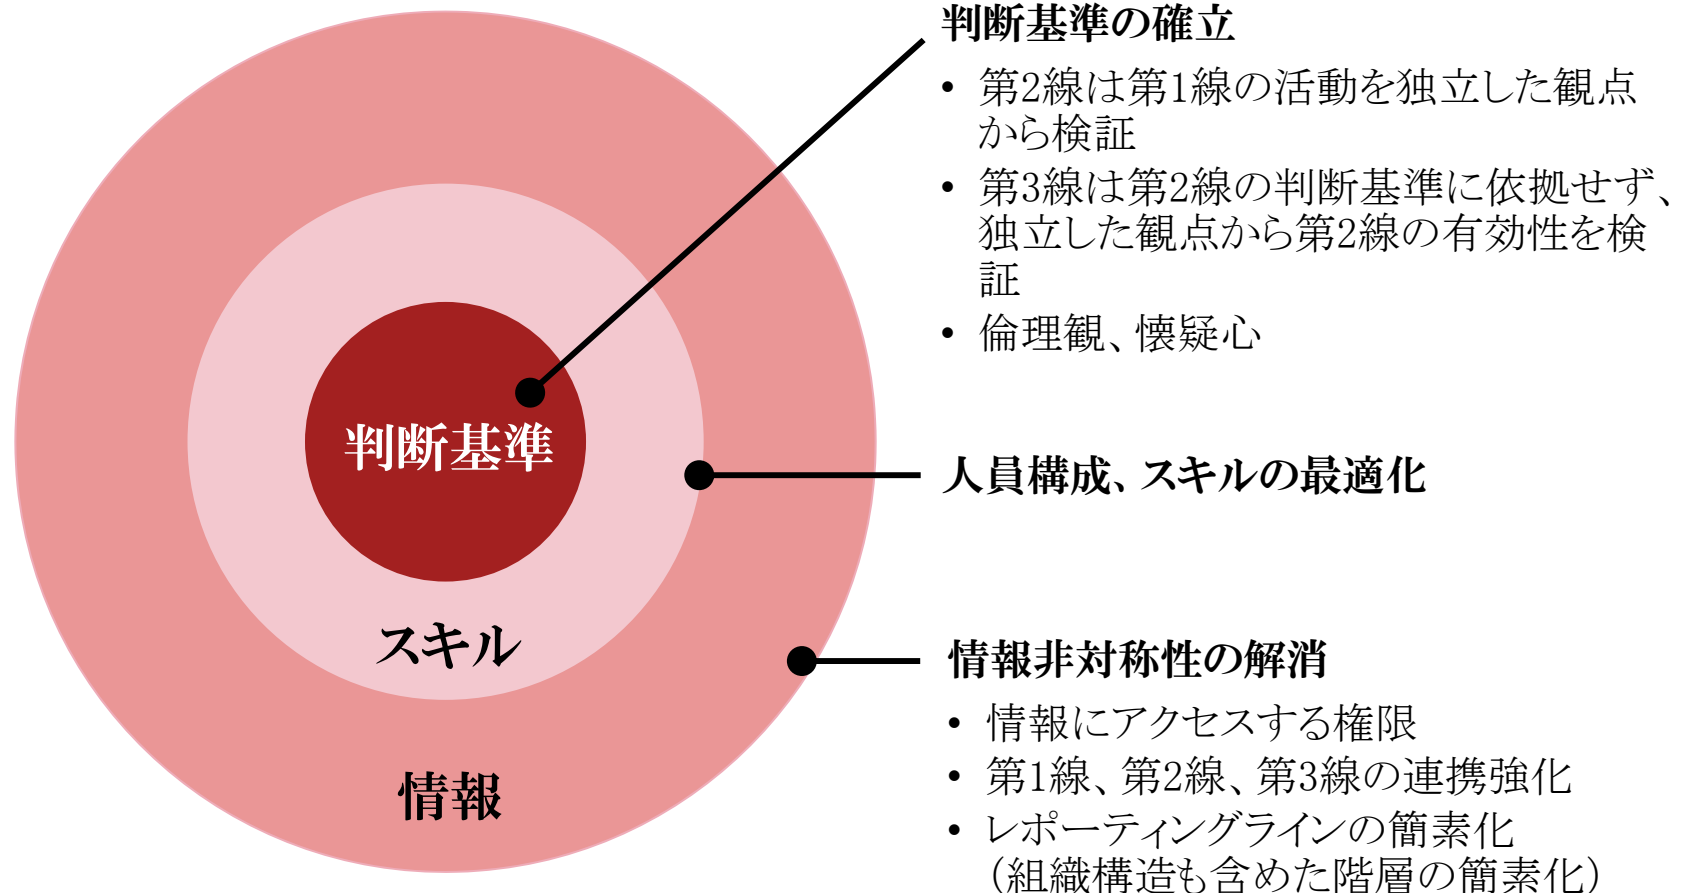 判断基準の確立
• 第2線は第1線の活動を独立した観点
から検証
• 第3線は第2線の判断基準に依拠せず、
独立した観点から第2線の有効性を検
証
• 倫理観、懐疑心
判断基準
人員構成、スキルの最適化
スキル
情報非対称性の解消
• 情報にアクセスする権限
• 第1線、第2線、第3線の連携強化
• レポーティングラインの簡素化
（組織構造も含めた階層の簡素化）
情報